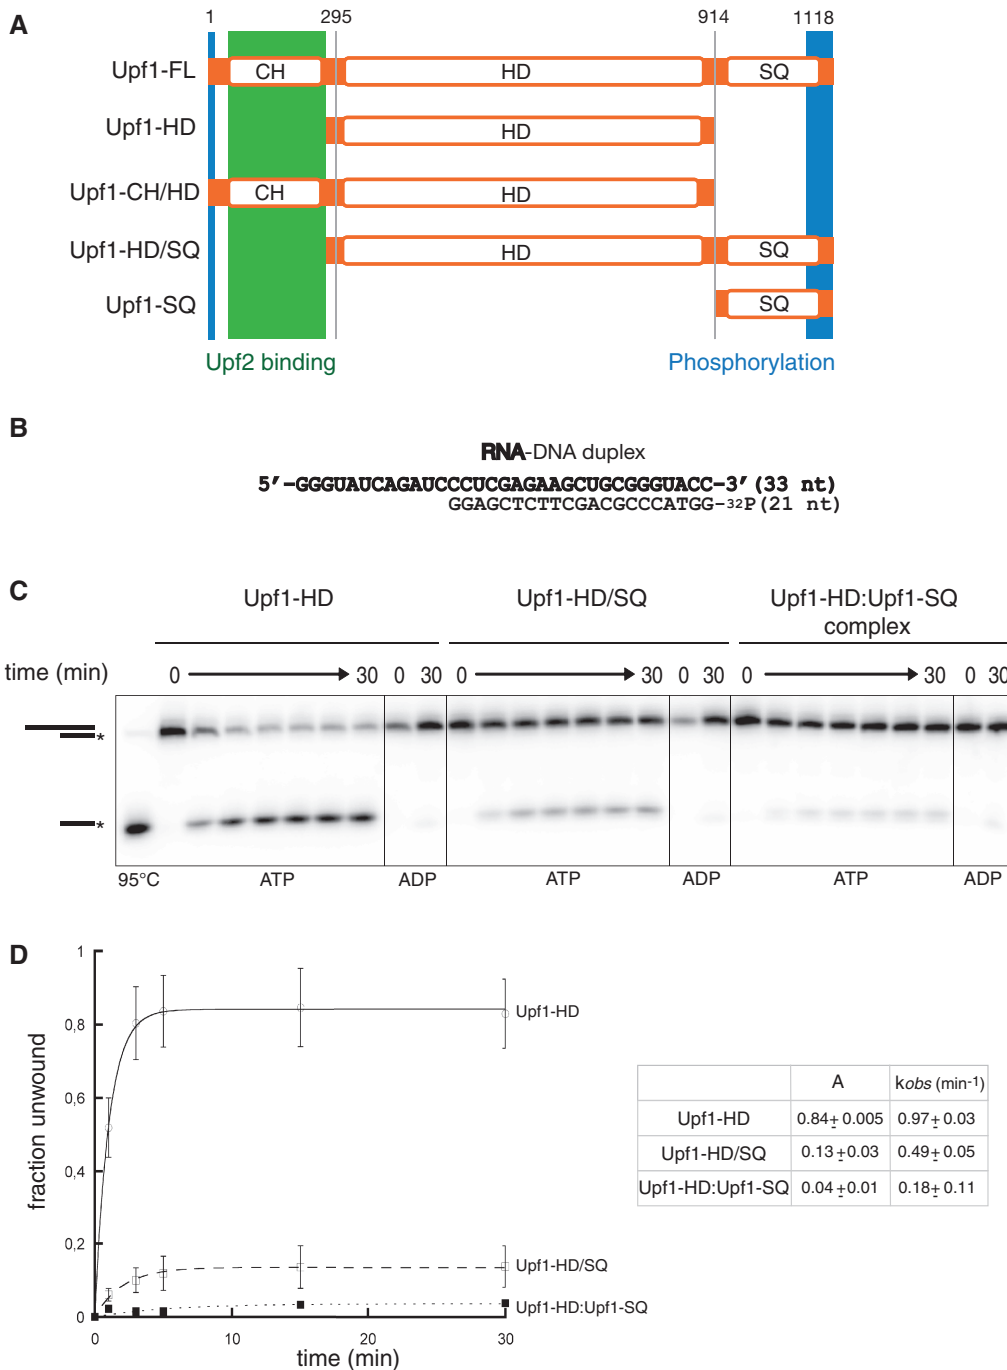 A
1 295 914 1118
Upf1-FL CH HD SQ
Upf1-HD HD
Upf1-CH/HD CH HD
Upf1-HD/SQ HD SQ
Upf1-SQ SQ
Upf2 binding Phosphorylation
B
RNA-DNA duplex
5′-GGGUAUCAGAUCCCUCGAGAAGCUGCGGGUACC-3′ (33 nt)
GGAGCTCTTCGACGCCCATGG-32P (21 nt)
C
Upf1-HD Upf1-HD/SQ Upf1-HD:Upf1-SQ
complex
time (min) 0 30 0 30 0 30 0 30 0 30 0 30
*
*
95°C ATP ADP ATP ADP ATP ADP
D
1
0,8
0,6
0,4
0,2
0
0 10 20 30
fraction unwound
time (min)
Upf1-HD
Upf1-HD/SQ
Upf1-HD:Upf1-SQ
A kobs (min-1)
Upf1-HD 0.84± 0.005 0.97± 0.03
Upf1-HD/SQ 0.13 ±0.03 0.49± 0.05
Upf1-HD:Upf1-SQ 0.04 ±0.01 0.18± 0.11